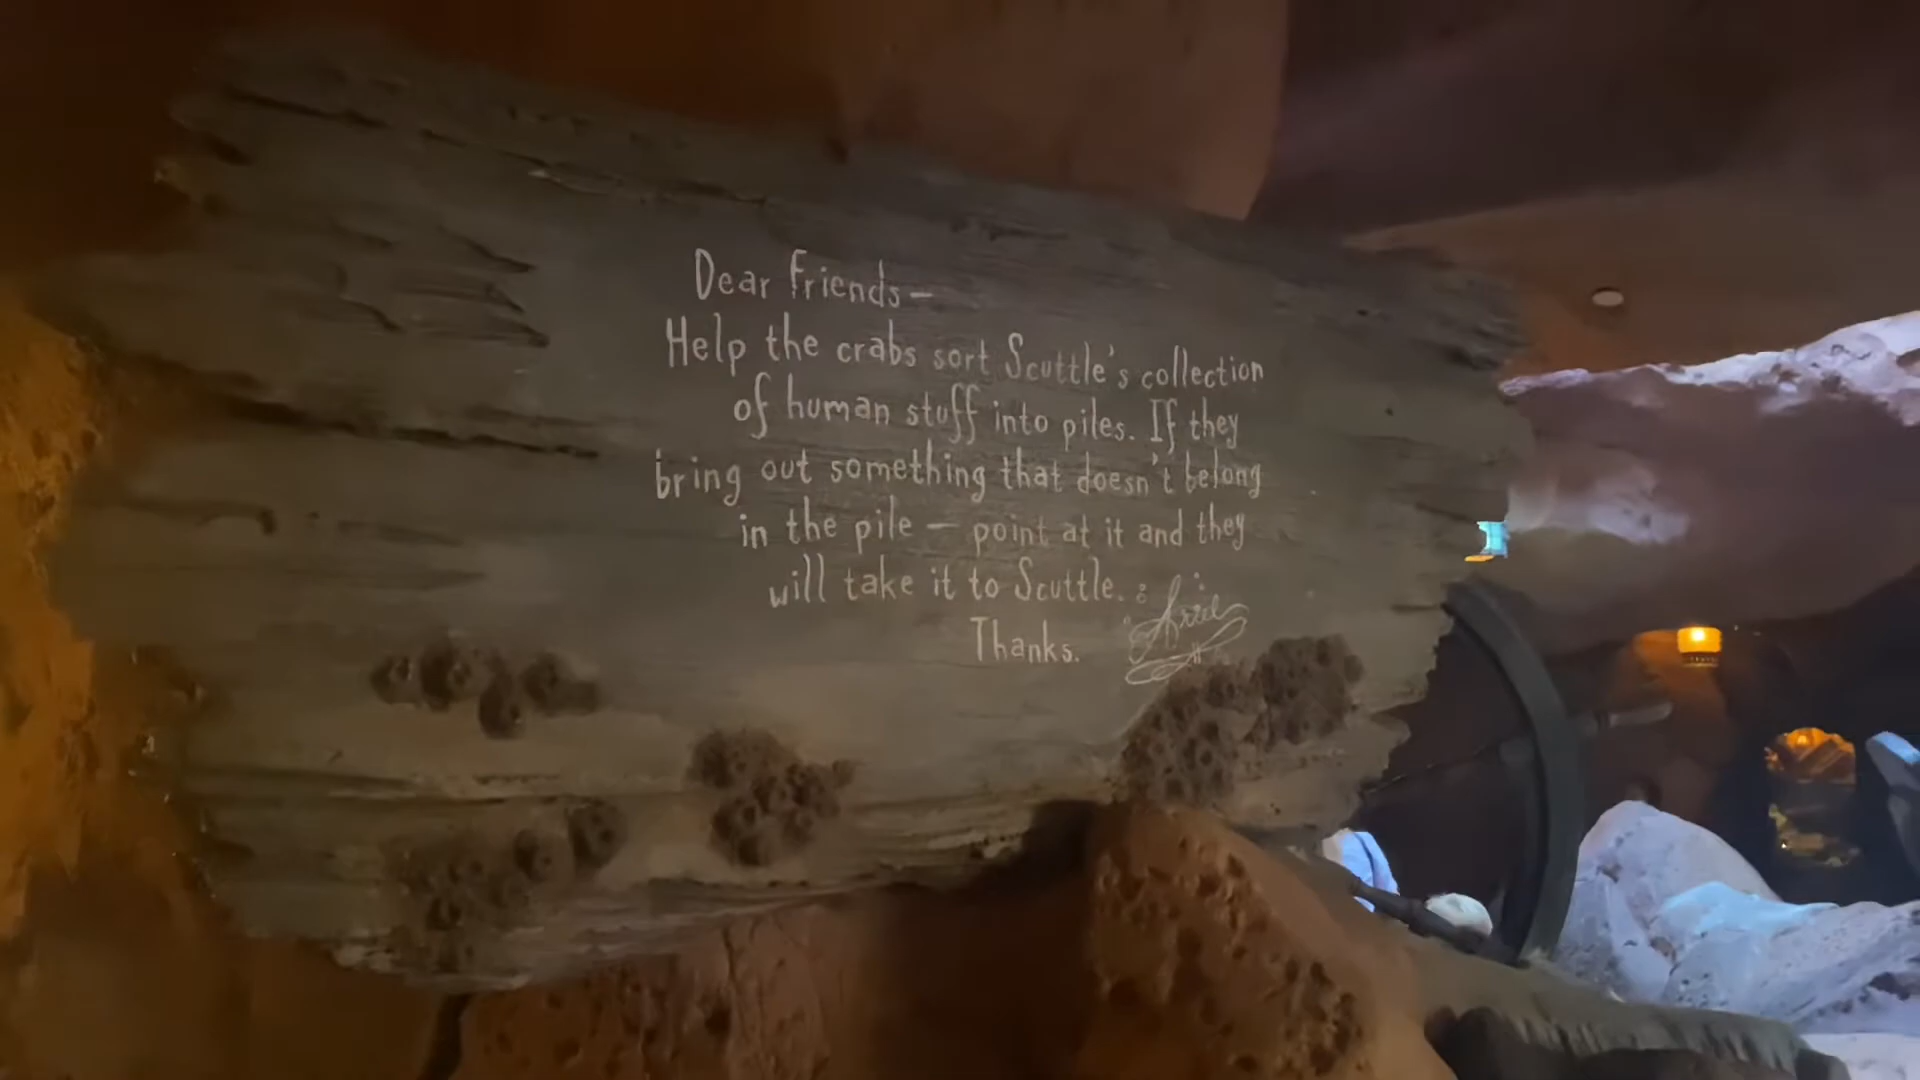 Dear Friends—
Help the crabs sort Scuttle's collection
of human stuff into piles. If they
bring out something that doesn't belong
in the pile — point at it and they
will take it to Scuttle.
Thanks. Ariel